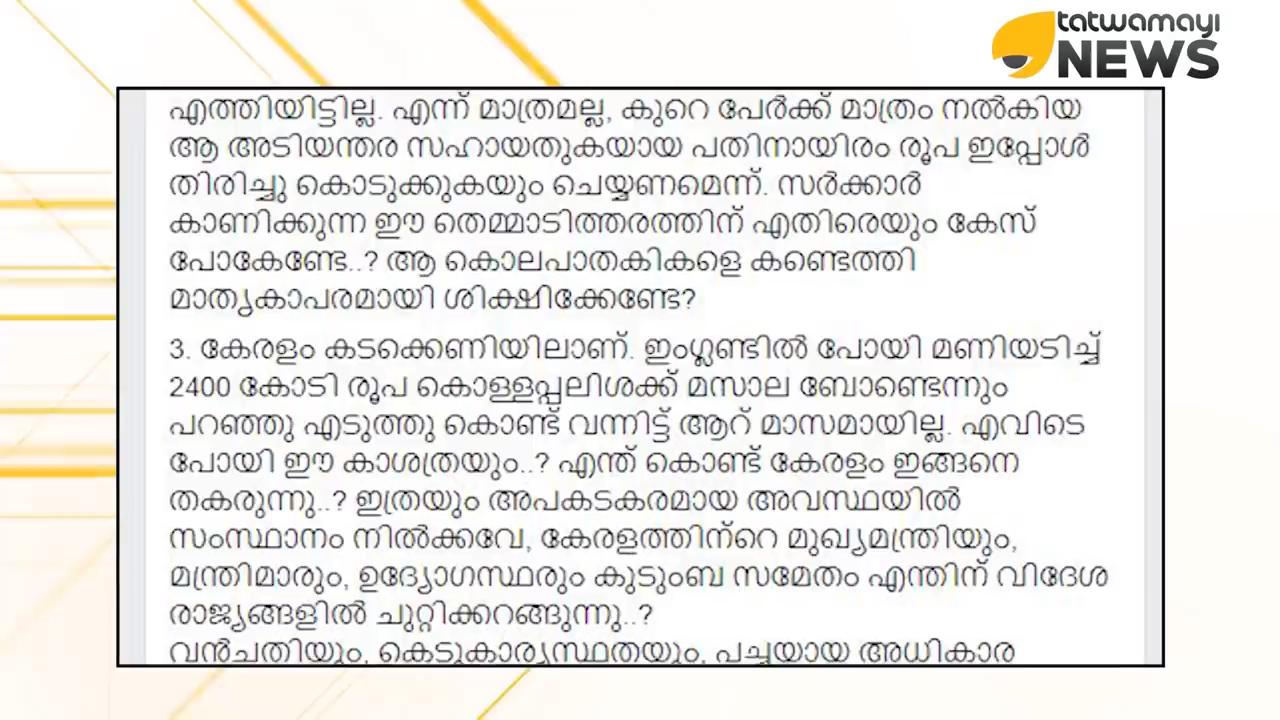 tatwamayi
NEWS
എത്തിയിട്ടില്ല. എന്ന് മാത്രമല്ല, കുറെ പേർക്ക് മാത്രം നൽകിയ
ആ അടിയന്തര സഹായതുകയായ പതിനായിരം രൂപ ഇപ്പോൾ
തിരിച്ചു കൊടുക്കുകയും ചെയ്യണമെന്ന്. സർക്കാർ
കാണിക്കുന്ന ഈ തെമ്മാടിത്തരത്തിന് എതിരെയും കേസ്
പോകേണ്ടേ..? ആ കൊലപാതകികളെ കണ്ടെത്തി
മാതൃകാപരമായി ശിക്ഷിക്കേണ്ടേ?
3. കേരളം കടക്കെണിയിലാണ്. ഇംഗ്ലണ്ടിൽ പോയി മണിയടിച്ച്
2400 കോടി രൂപ കൊള്ളപ്പലിശക്ക് മസാല ബോണ്ടെന്നും
പറഞ്ഞു എടുത്തു കൊണ്ട് വന്നിട്ട് ആറ് മാസമായില്ല. എവിടെ
പോയി ഈ കാശത്രയും..? എന്ത് കൊണ്ട് കേരളം ഇങ്ങനെ
തകരുന്നു..? ഇത്രയും അപകടകരമായ അവസ്ഥയിൽ
സംസ്ഥാനം നിൽക്കവേ, കേരളത്തിന്റെ മുഖ്യമന്ത്രിയും,
മന്ത്രിമാരും, ഉദ്യോഗസ്ഥരും കുടുംബ സമേതം എന്തിന് വിദേശ
രാജ്യങ്ങളിൽ ചുറ്റിക്കറങ്ങുന്നു..?
വൻചതിയും, കെടുകാര്യസ്ഥതയും, പച്ചയായ അധികാര